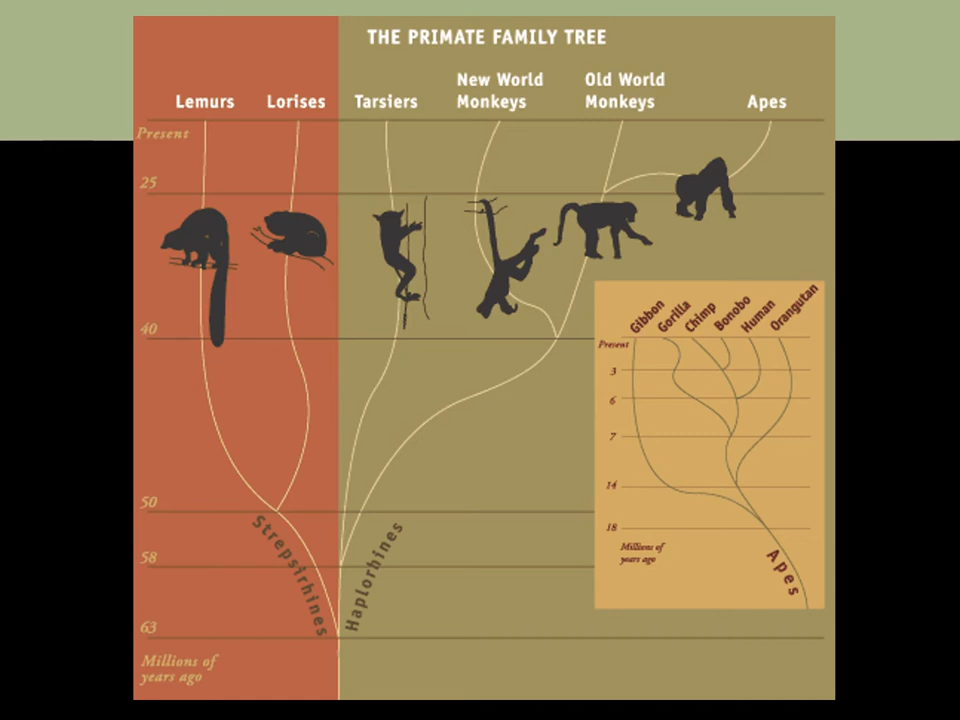 THE PRIMATE FAMILY TREE
New World
Old World
Lemurs
Lorises
Tarsiers
Monkeys
Monkeys
Apes
Present
25
40
50
58
63
Millions of
years ago
Strepsirhines
Haplorhines
Gibbon
Gorilla
Chimp
Bonobo
Human
Orangutan
Present
3
6
7
14
18
Millions of
years ago
Apes